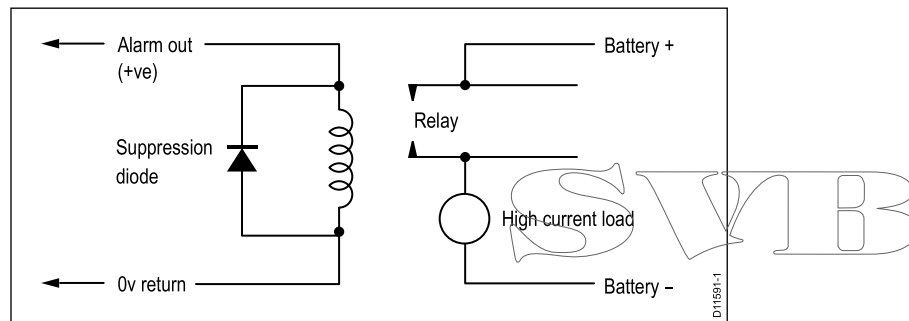 Alarm out
(+ve)
Battery +
Relay
Suppression
diode
High current load
0v return
Battery –
D11591-1
SVB